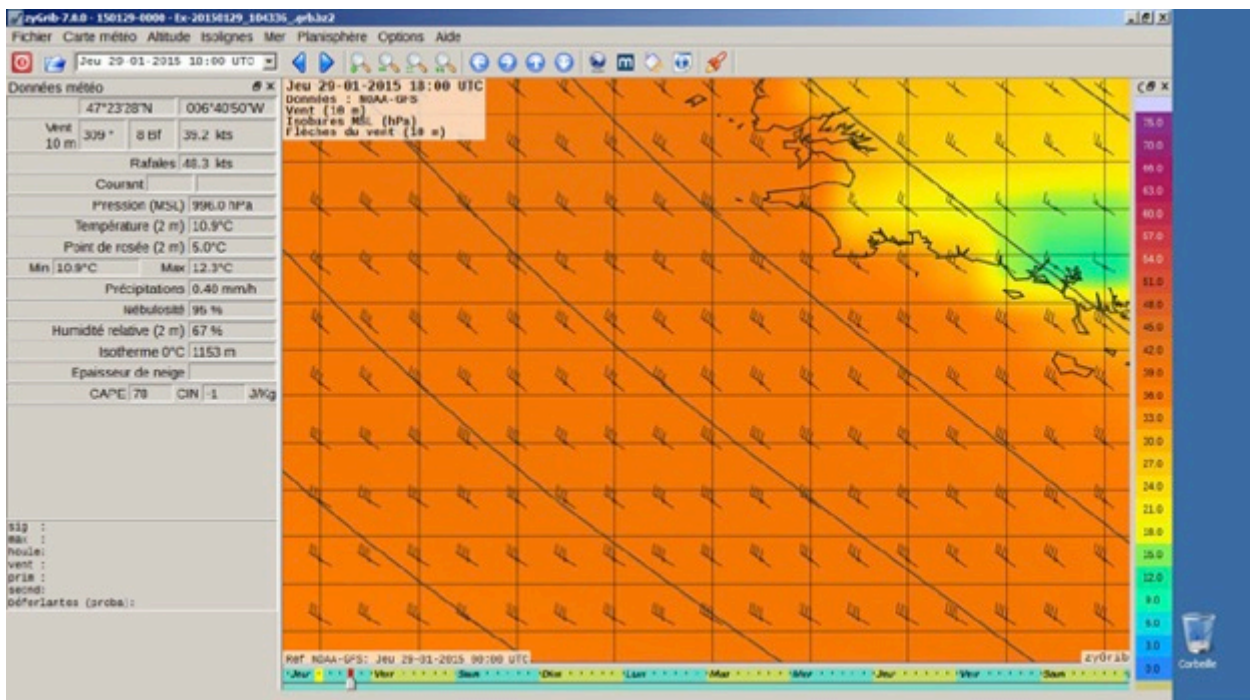 zyGrib-7.0.0 - 150129-0000 - Ex-20150129_104336_.grb.bz2
Fichier Carte météo Altitude Isolignes Mer Planisphère Options Aide
Jeu 29-01-2015 18:00 UTC
Données météo
47°23'28"N 006°40'50"W
Vent 10 m 309 ° 8 Bf 39.2 kts
Rafales 48.3 kts
Courant
Pression (MSL) 996.0 hPa
Température (2 m) 10.9°C
Point de rosée (2 m) 5.0°C
Min 10.9°C Max 12.3°C
Précipitations 0.40 mm/h
Nébulosité 95 %
Humidité relative (2 m) 67 %
Isotherme 0°C 1153 m
Epaisseur de neige
CAPE 78 CIN -1 J/Kg
sig :
max :
houle:
vent :
prim :
secnd:
Déferlantes (proba):
Jeu 29-01-2015 18:00 UTC
Données : NOAA-GFS
Vent (10 m)
Isobares MSL (hPa)
Flèches du vent (10 m)
Ref NOAA-GFS: Jeu 29-01-2015 00:00 UTC
zyGrib
Jeu Ven Sam Dim Lun Mar Mer Jeu Ven Sam
75.0
70.0
66.0
63.0
60.0
57.0
54.0
51.0
48.0
45.0
42.0
39.0
36.0
33.0
30.0
27.0
24.0
21.0
18.0
15.0
12.0
9.0
6.0
3.0
0.0
Corbeille